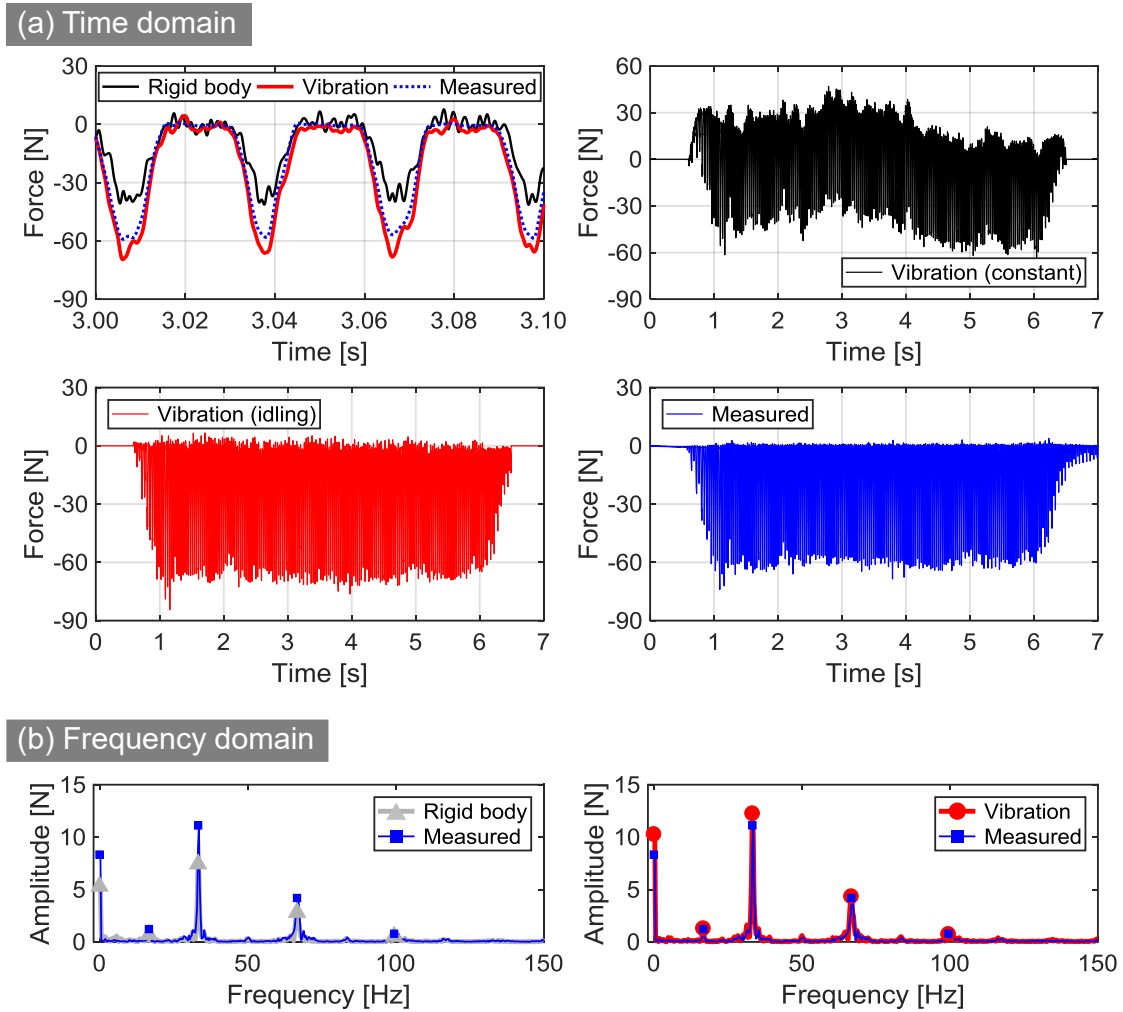 (a) Time domain
30
0
-30
-60
-90
Force [N]
Rigid body Vibration Measured
3.00 3.02 3.04 3.06 3.08 3.10
Time [s]
60
30
0
-30
-60
-90
Force [N]
Vibration (constant)
0 1 2 3 4 5 6 7
Time [s]
30
0
-30
-60
-90
Force [N]
Vibration (idling)
0 1 2 3 4 5 6 7
Time [s]
30
0
-30
-60
-90
Force [N]
Measured
0 1 2 3 4 5 6 7
Time [s]
(b) Frequency domain
15
10
5
0
Amplitude [N]
Rigid body
Measured
0 50 100 150
Frequency [Hz]
15
10
5
0
Amplitude [N]
Vibration
Measured
0 50 100 150
Frequency [Hz]